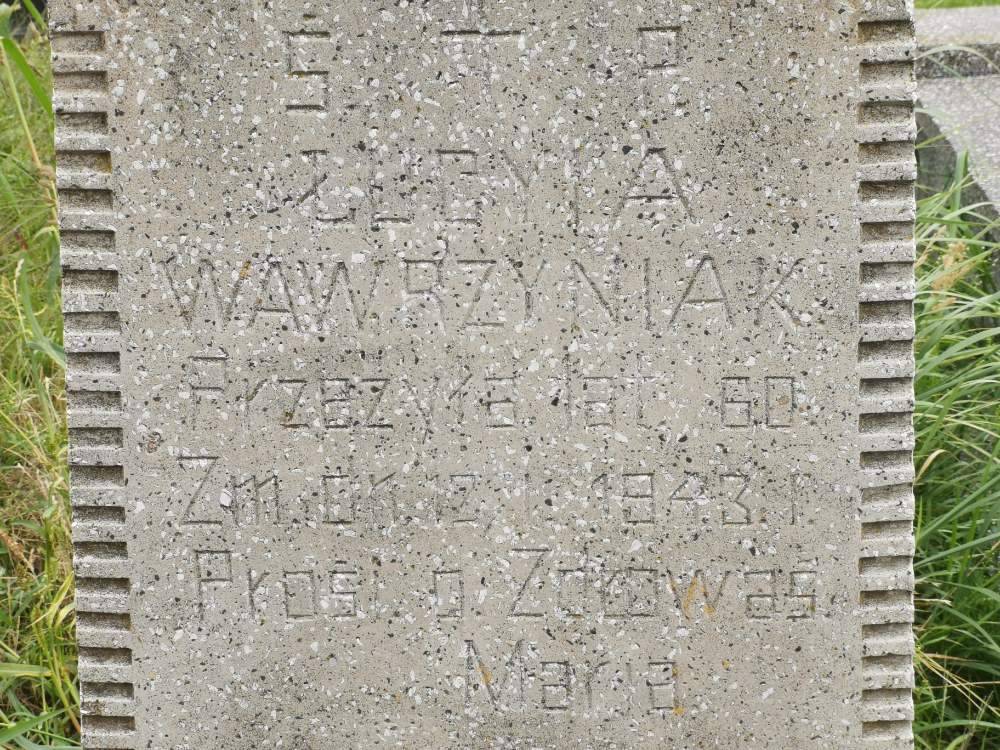 Ś T P
WAWRZYNIAK
Przeżyła lat 60
Zm. dn. 12, 1. 1943. r
Prosi o Zdrowaś
Maria